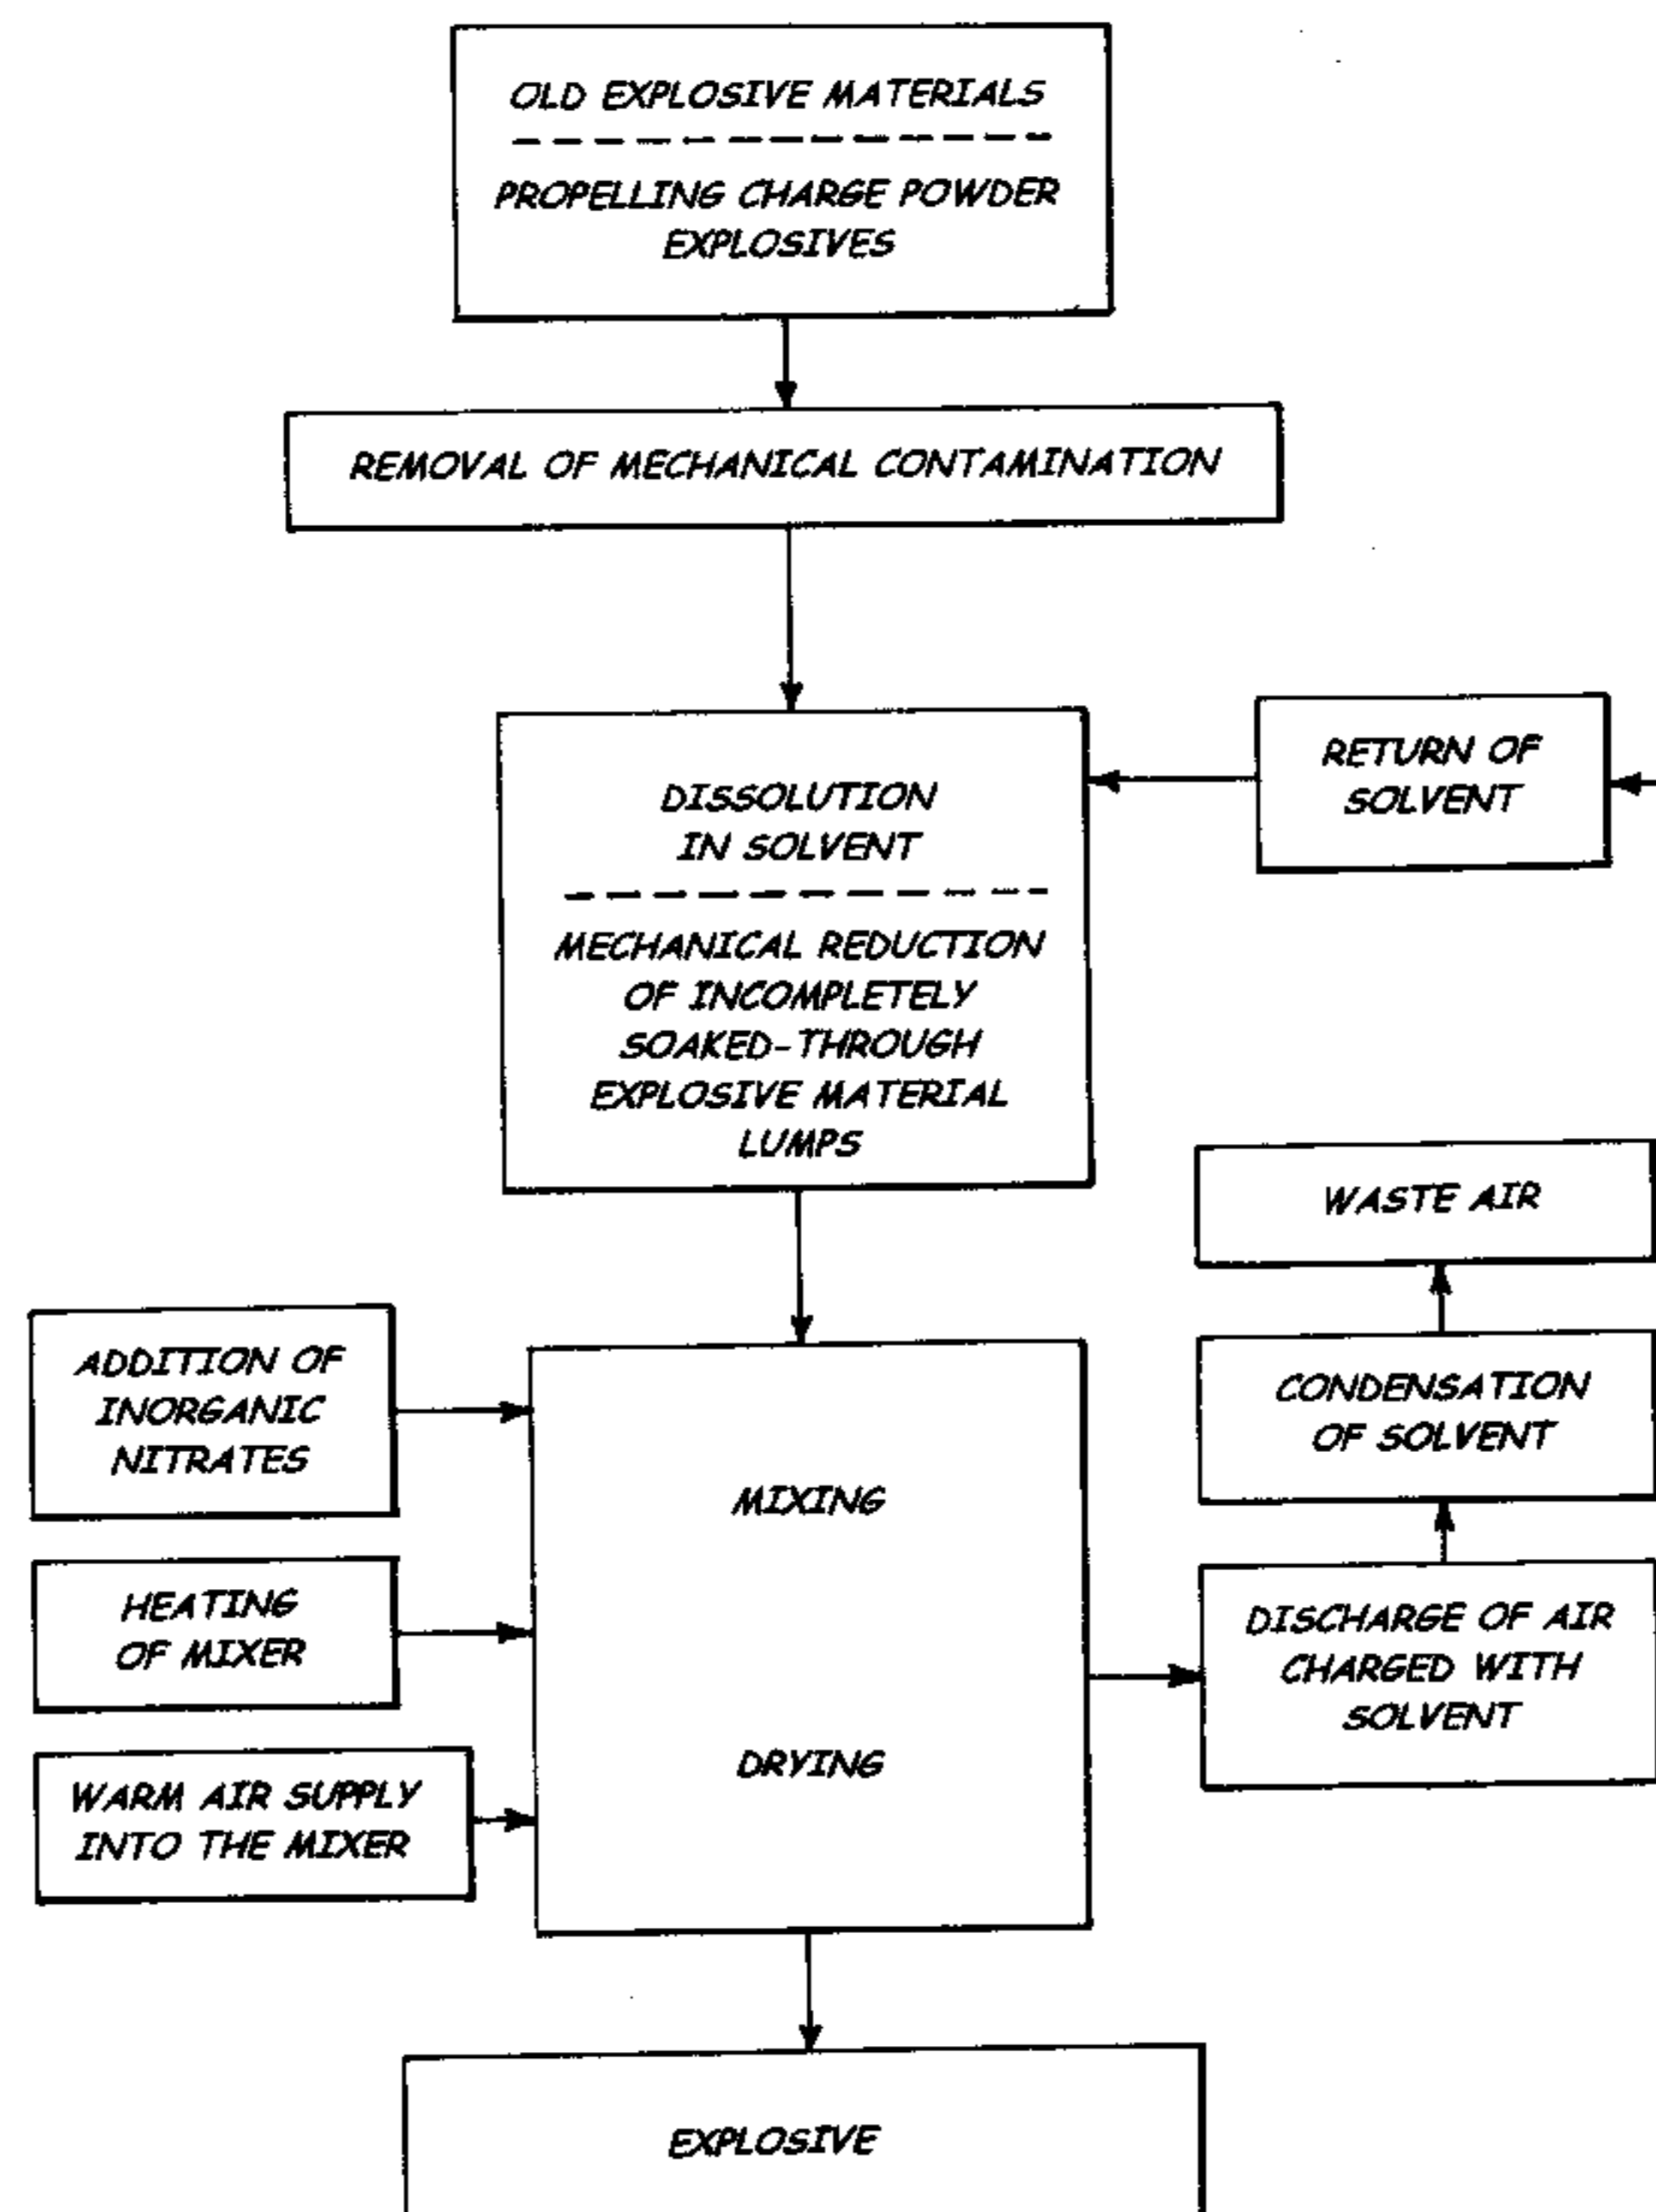 OLD EXPLOSIVE MATERIALS
PROPELLING CHARGE POWDER
EXPLOSIVES
REMOVAL OF MECHANICAL CONTAMINATION
DISSOLUTION
IN SOLVENT
MECHANICAL REDUCTION
OF INCOMPLETELY
SOAKED-THROUGH
EXPLOSIVE MATERIAL
LUMPS
RETURN OF
SOLVENT
WASTE AIR
CONDENSATION
OF SOLVENT
DISCHARGE OF AIR
CHARGED WITH
SOLVENT
ADDITION OF
INORGANIC
NITRATES
HEATING
OF MIXER
WARM AIR SUPPLY
INTO THE MIXER
MIXING
DRYING
EXPLOSIVE